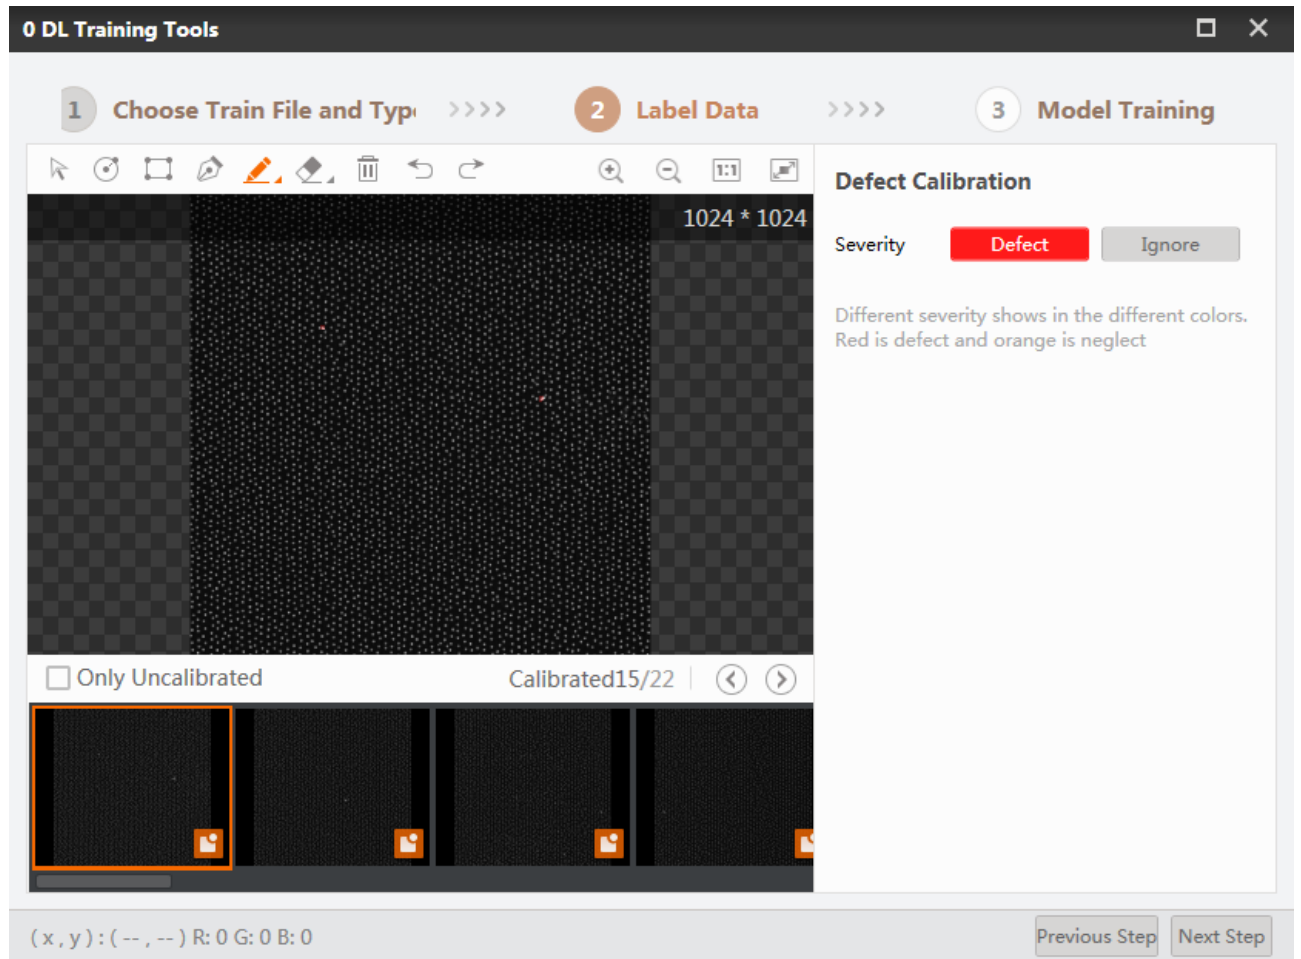 0 DL Training Tools
1 Choose Train File and Typ >>>> 2 Label Data >>>> 3 Model Training
1:1
1024 * 1024
Defect Calibration
Severity Defect Ignore
Different severity shows in the different colors.
Red is defect and orange is neglect
Only Uncalibrated Calibrated15/22
(x,y):(--,--) R: 0 G: 0 B: 0 Previous Step Next Step